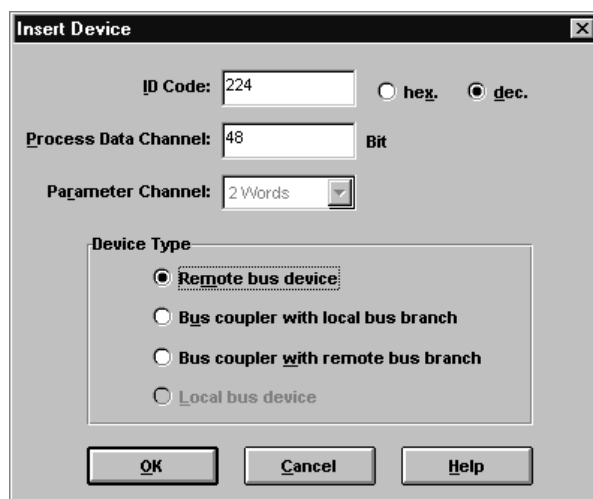 Insert Device
ID Code: 224 hex. dec.
Process Data Channel: 48 Bit
Parameter Channel: 2 Words
Device Type
Remote bus device
Bus coupler with local bus branch
Bus coupler with remote bus branch
Local bus device
OK Cancel Help